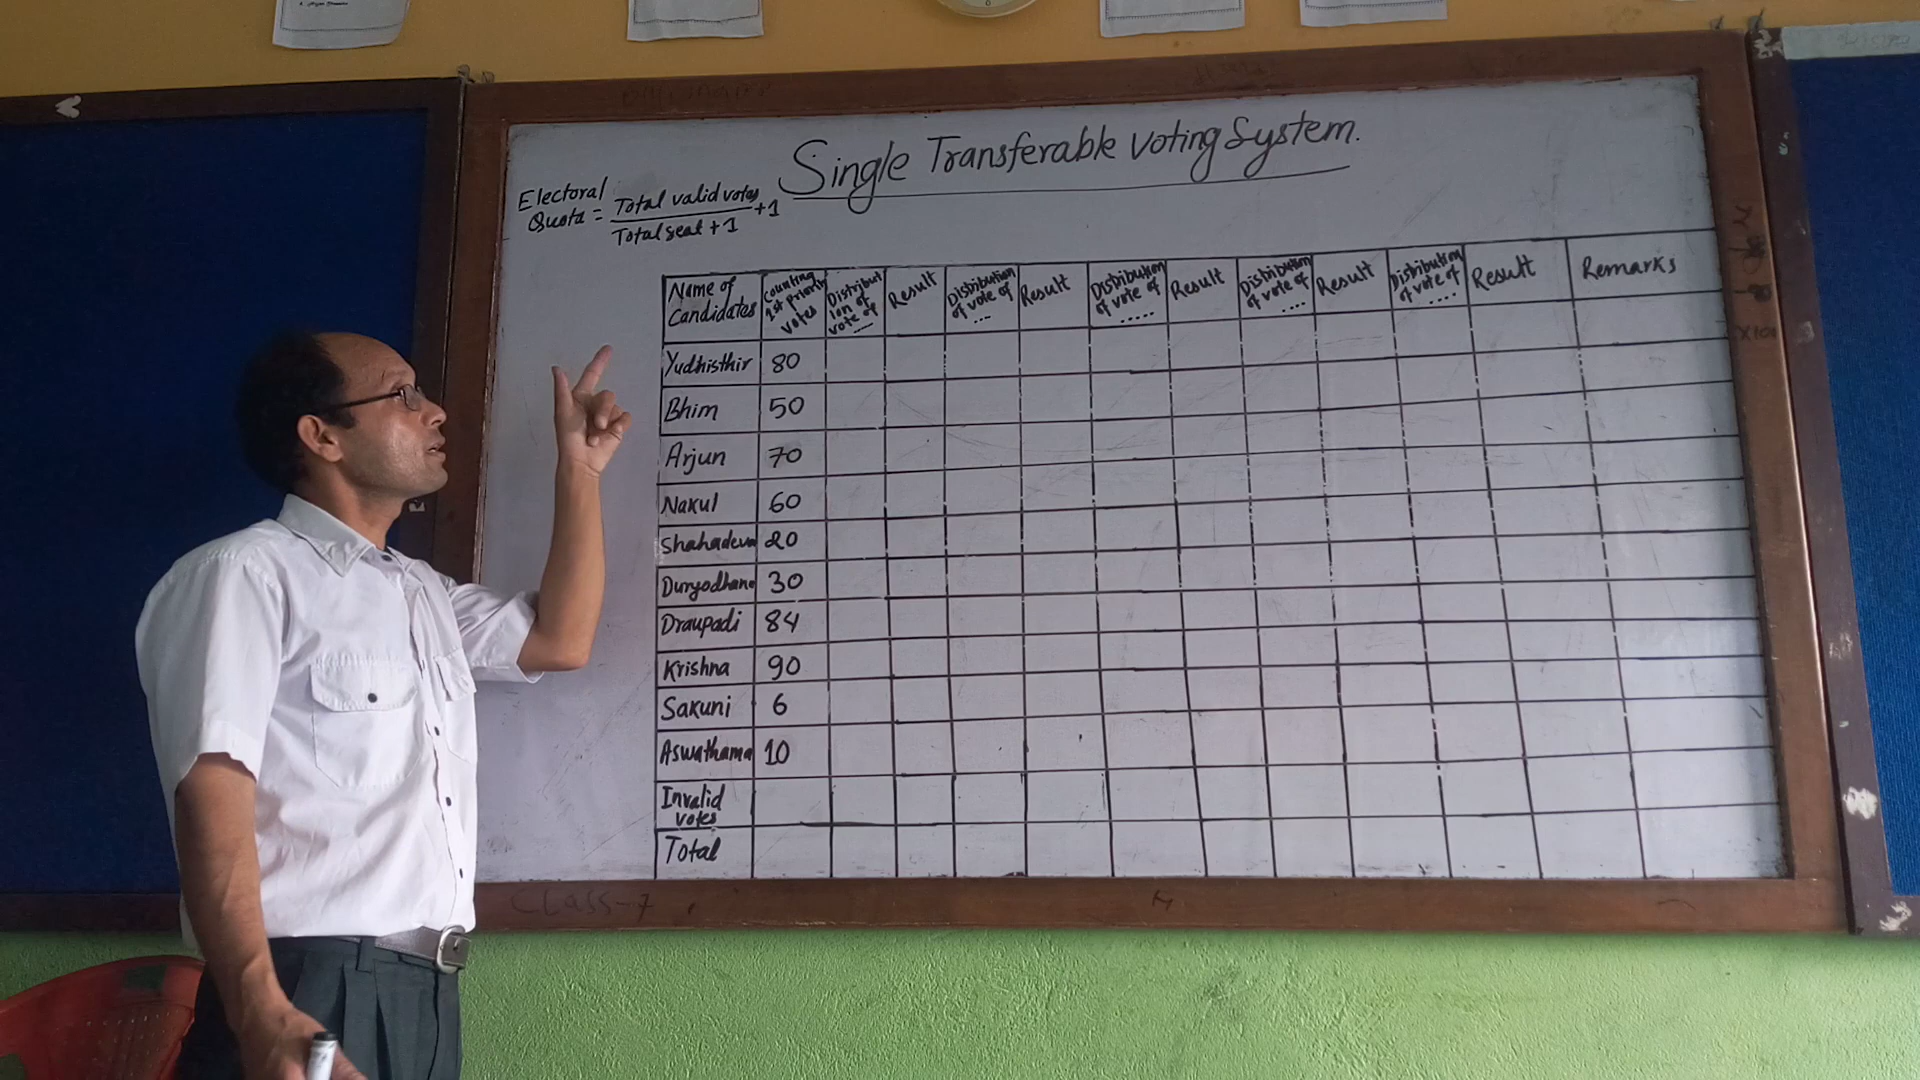 Single Transferable Voting System.
Electoral
Quota = Total valid votes / Total seat + 1 + 1
Name of Candidates | Counting 1st Priority Votes | Distribution of vote of .... | Result | Distribution of vote of .... | Result | Distribution of vote of ..... | Result | Distribution of vote of .... | Result | Distribution of vote of .... | Result | Remarks
Yudhisthir 80
Bhim 50
Arjun 70
Nakul 60
Shahadeva 20
Duryodhana 30
Draupadi 84
Krishna 90
Sakuni 6
Aswathama 10
Invalid votes
Total
Class-7